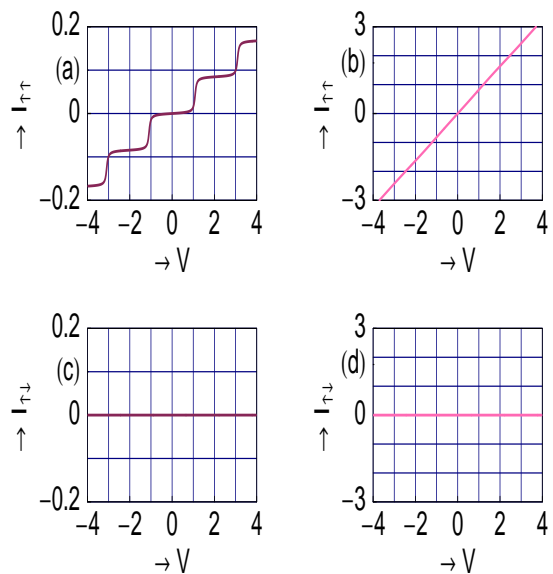 0.2
(a)
0
−0.2
−4 −2 0 2 4
→ V
→ I↑↑
3
(b)
0
−3
−4 −2 0 2 4
→ V
→ I↑↑
0.2
(c)
0
−0.2
−4 −2 0 2 4
→ V
→ I↑↓
3
(d)
0
−3
−4 −2 0 2 4
→ V
→ I↑↓